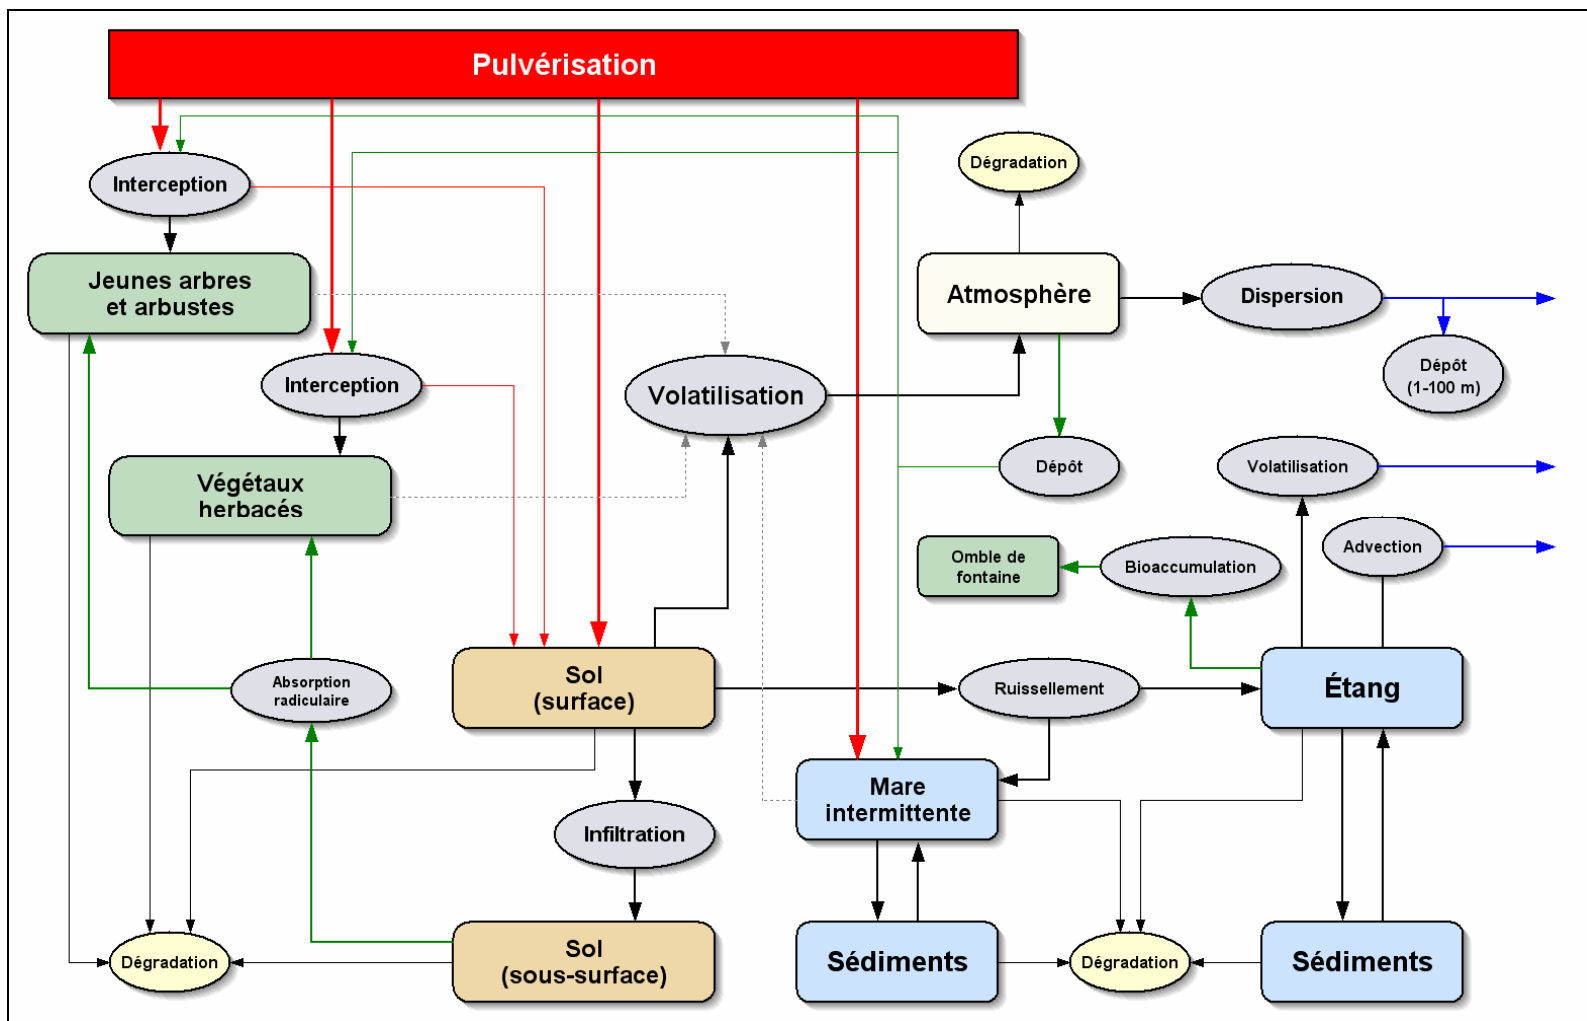 Pulvérisation
Dégradation
Interception
Jeunes arbres
et arbustes
Atmosphère
Dispersion
Interception
Volatilisation
Dépôt
(1-100 m)
Végétaux
herbacés
Dépôt
Volatilisation
Omble de
fontaine
Bioaccumulation
Advection
Absorption
radiculaire
Sol
(surface)
Ruissellement
Étang
Mare
intermittente
Infiltration
Dégradation
Sol
(sous-surface)
Sédiments
Dégradation
Sédiments